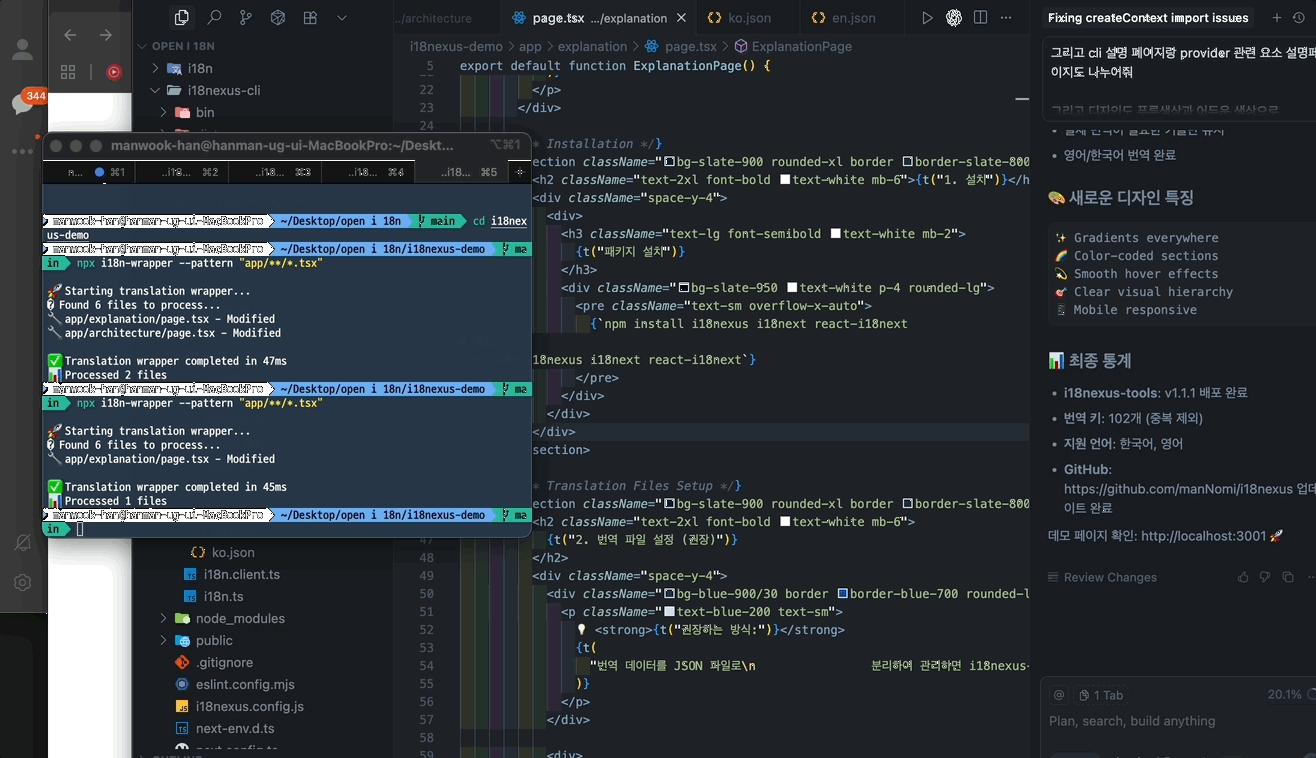 344
OPEN I 18N
i18n
i18nexus-cli
bin
ko.json
i18n.client.ts
i18n.ts
node_modules
public
.gitignore
eslint.config.mjs
i18nexus.config.js
next-env.d.ts
manwook-han@hanman-ug-ui-MacBookPro:~/Deskt... ⌥⌘1
n... ⌘1 ..i19... ⌘2 ..i1... ⌘3 ..i1... ⌘4 ..i18... ⌘5
manwook-han@hanman-ug-ui-MacBookPro ~/Desktop/open i 18n main cd i18nex
us-demo
manwook-han@hanman-ug-ui-MacBookPro ~/Desktop/open i 18n/i18nexus-demo ma
in npx i18n-wrapper --pattern "app/**/*.tsx"
🚀 Starting translation wrapper...
Found 6 files to process...
🔧 app/explanation/page.tsx - Modified
🔧 app/architecture/page.tsx - Modified
✅ Translation wrapper completed in 47ms
📊 Processed 2 files
manwook-han@hanman-ug-ui-MacBookPro ~/Desktop/open i 18n/i18nexus-demo ma
in npx i18n-wrapper --pattern "app/**/*.tsx"
🚀 Starting translation wrapper...
Found 6 files to process...
🔧 app/explanation/page.tsx - Modified
✅ Translation wrapper completed in 45ms
📊 Processed 1 files
manwook-han@hanman-ug-ui-MacBookPro ~/Desktop/open i 18n/i18nexus-demo ma
in
../architecture page.tsx .../explanation ko.json en.json
i18nexus-demo > app > explanation > page.tsx > ExplanationPage
5 export default function ExplanationPage() {
22 </p>
23 </div>
24
* Installation */}
ection className="bg-slate-900 rounded-xl border border-slate-800
<h2 className="text-2xl font-bold text-white mb-6">{t("1. 설치")}</h
<div className="space-y-4">
<div>
<h3 className="text-lg font-semibold text-white mb-2">
{t("패키지 설치")}
</h3>
<div className="bg-slate-950 text-white p-4 rounded-lg">
<pre className="text-sm overflow-x-auto">
{`npm install i18nexus i18next react-i18next
18nexus i18next react-i18next`}
</pre>
</div>
</div>
</div>
section>
* Translation Files Setup */}
ection className="bg-slate-900 rounded-xl border border-slate-800
<h2 className="text-2xl font-bold text-white mb-6">
47 {t("2. 번역 파일 설정 (권장)")}
48 </h2>
49 <div className="space-y-4">
50 <div className="bg-blue-900/30 border border-blue-700 rounded-l
51 <p className="text-blue-200 text-sm">
52 💡 <strong>{t("권장하는 방식:")}</strong>
53 {t(
54 "번역 데이터를 JSON 파일로\n 분리하여 관리하면 i18nexus-
55 )}
56 </p>
57 </div>
58
59 <div>
Fixing createContext import issues
그리고 cli 설명 페이지랑 provider 관련 요소 설명페
이지도 나누어줘
그리고 디자인도 푸른색상과 어두운 색상으로
영어/한국어 번역 완료
🎨 새로운 디자인 특징
✨ Gradients everywhere
🌈 Color-coded sections
💫 Smooth hover effects
🎯 Clear visual hierarchy
📱 Mobile responsive
📊 최종 통계
• i18nexus-tools: v1.1.1 배포 완료
• 번역 키: 102개 (중복 제외)
• 지원 언어: 한국어, 영어
• GitHub:
https://github.com/manNomi/i18nexus 업데
이트 완료
데모 페이지 확인: http://localhost:3001 🚀
Review Changes
@ 1 Tab 20.1%
Plan, search, build anything